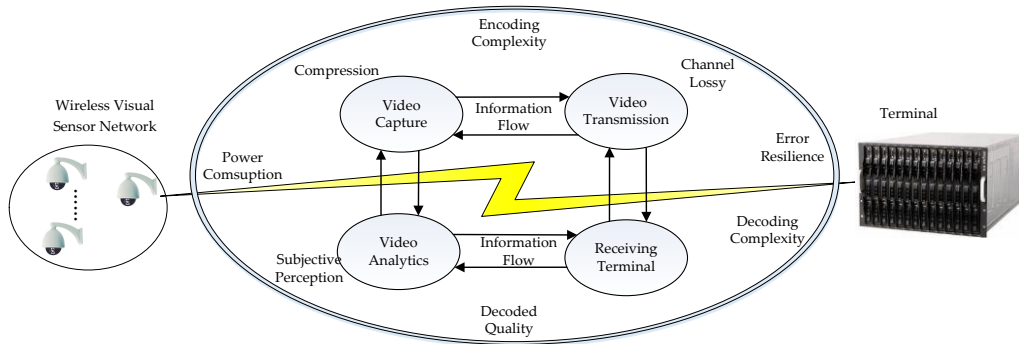 Encoding
Complexity
Compression
Channel
Lossy
Wireless Visual
Sensor Network
Video
Capture
Information
Flow
Video
Transmission
Terminal
Power
Comsuption
Error
Resilience
Video
Analytics
Information
Flow
Receiving
Terminal
Decoding
Complexity
Subjective
Perception
Decoded
Quality